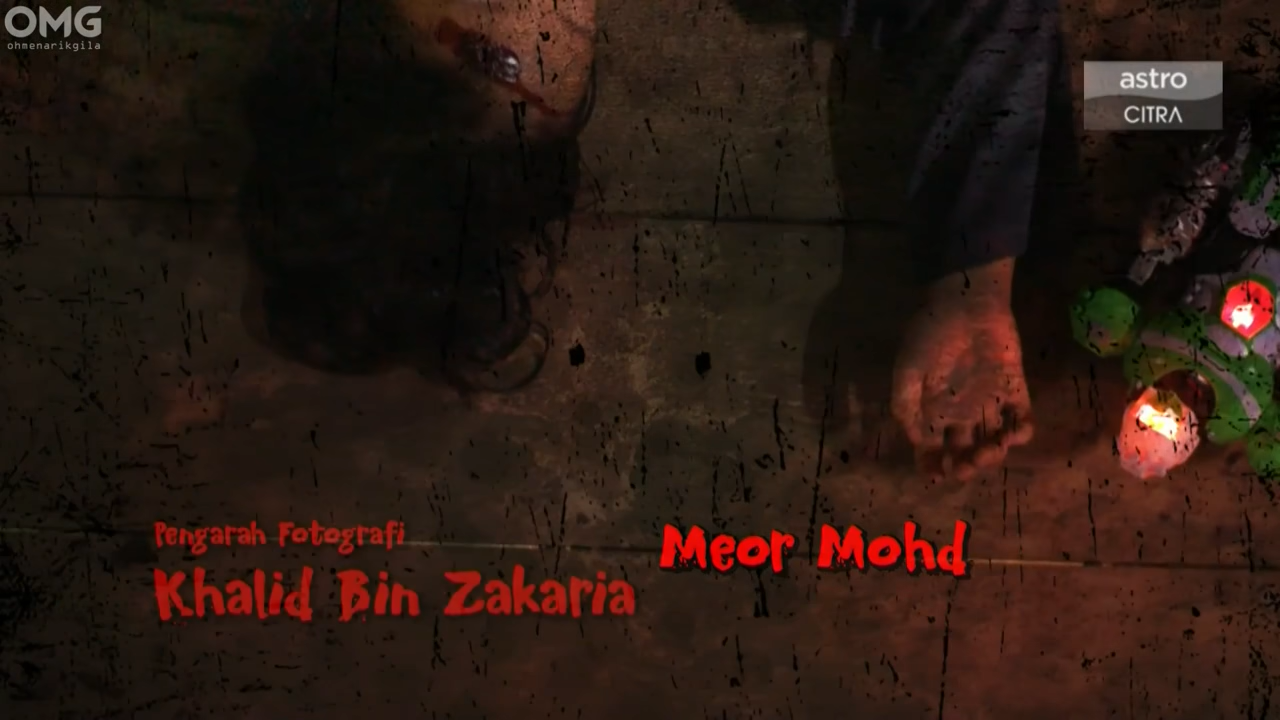 OMG
ohmenarikgila
astro
CITRA
Pengarah Fotografi
Khalid Bin Zakaria
Meor Mohd